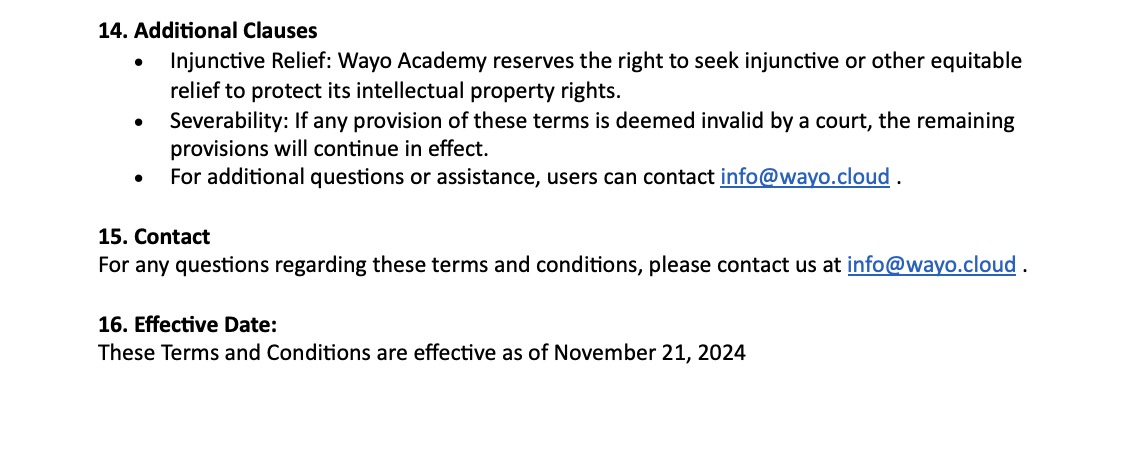 14. Additional Clauses
• Injunctive Relief: Wayo Academy reserves the right to seek injunctive or other equitable
relief to protect its intellectual property rights.
• Severability: If any provision of these terms is deemed invalid by a court, the remaining
provisions will continue in effect.
• For additional questions or assistance, users can contact info@wayo.cloud .
15. Contact
For any questions regarding these terms and conditions, please contact us at info@wayo.cloud .
16. Effective Date:
These Terms and Conditions are effective as of November 21, 2024